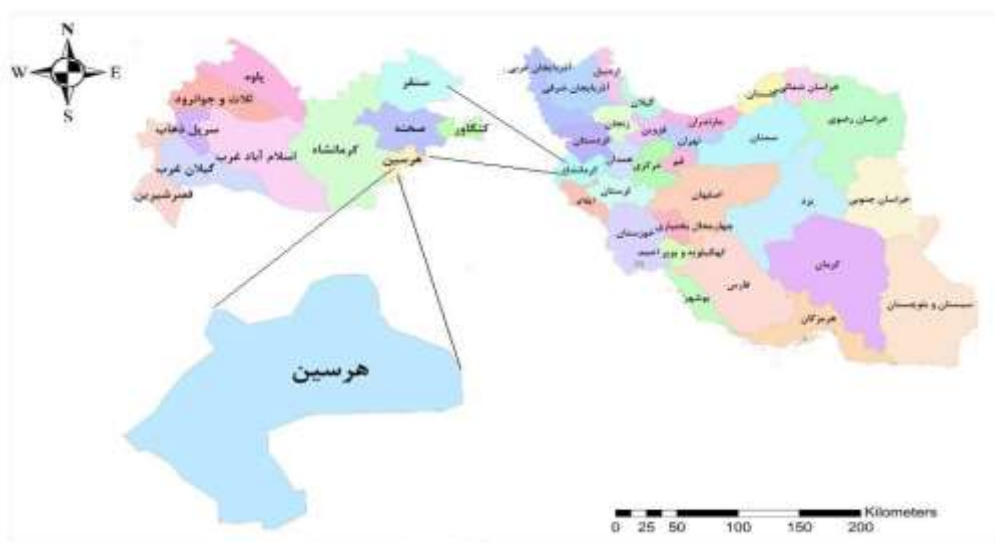 N
W E
S
پاوه
ثلاث و جوانرود
سرپل ذهاب
اسلام آباد غرب
گیلان غرب
قصرشیرین
کرمانشاه
سنقر
صحنه
کنگاور
هرسین
آذربایجان غربی
آذربایجان شرقی
اردبیل
گیلان
زنجان
کردستان
قزوین
مازندران
تهران
همدان
مرکزی
قم
کرمانشاه
لرستان
ایلام
خوزستان
اصفهان
چهارمحال بختیاری
کهگیلویه و بویر احمد
بوشهر
فارس
سمنان
خراسان شمالی
خراسان رضوی
خراسان جنوبی
یزد
کرمان
هرمزگان
سیستان و بلوچستان
هرسین
Kilometers
0 25 50 100 150 200